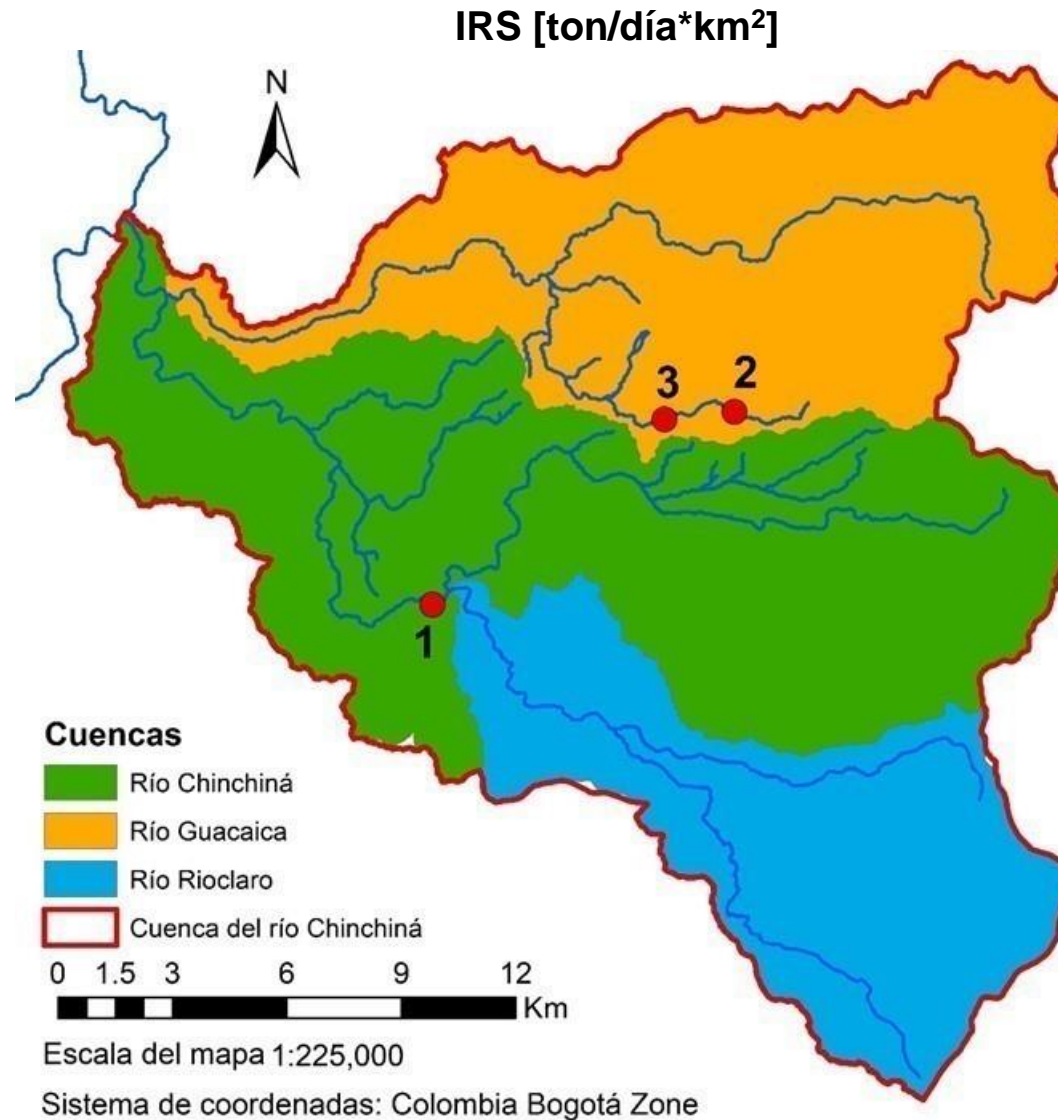 IRS [ton/día*km²]
N
3
2
1
Cuencas
Río Chinchiná
Río Guacaica
Río Rioclaro
Cuenca del río Chinchiná
0 1.5 3 6 9 12
Km
Escala del mapa 1:225,000
Sistema de coordenadas: Colombia Bogotá Zone